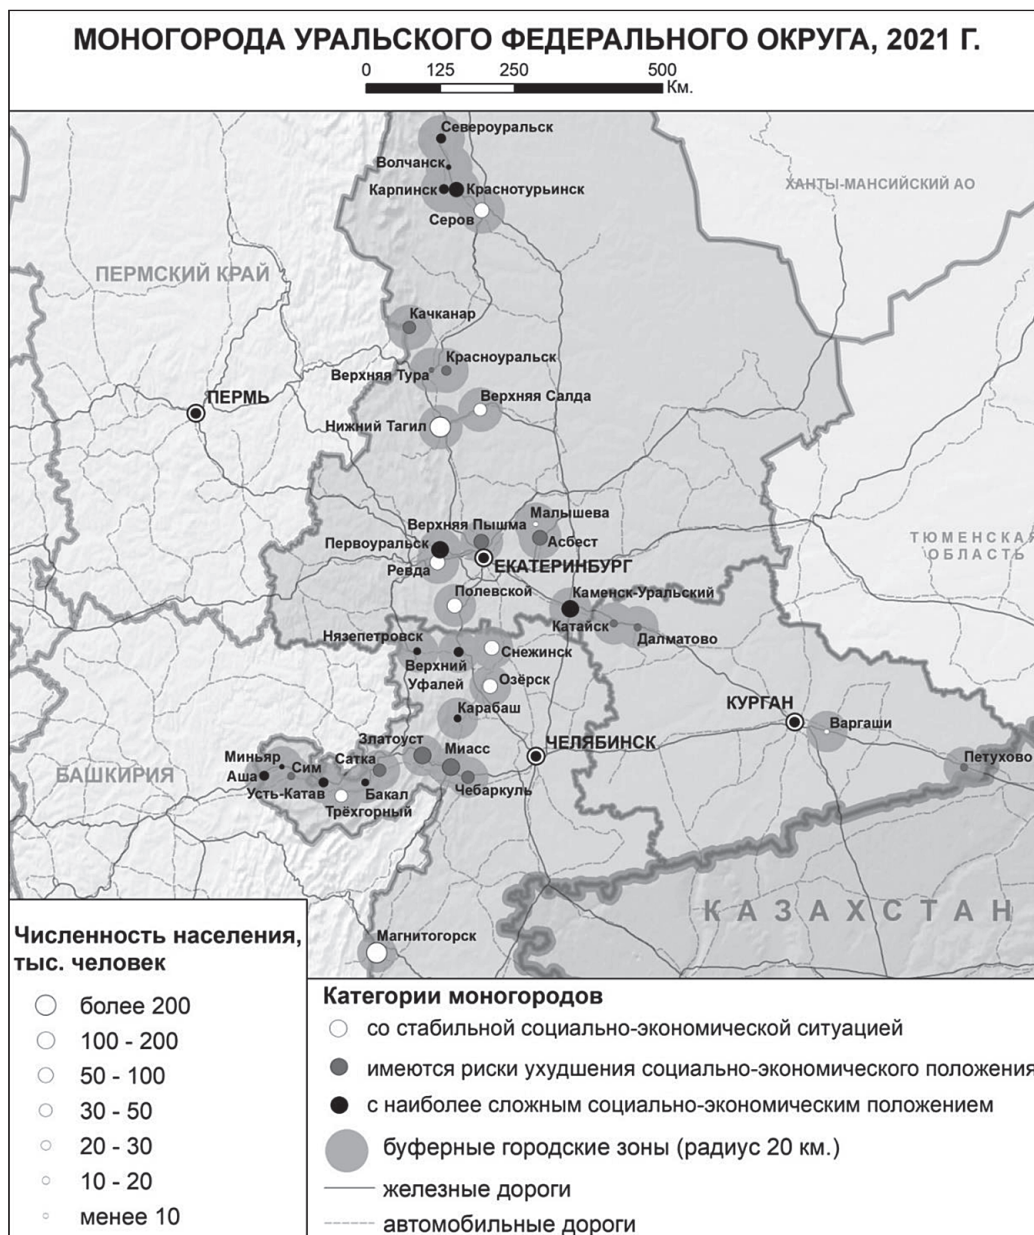 МОНОГОРОДА УРАЛЬСКОГО ФЕДЕРАЛЬНОГО ОКРУГА, 2021 Г.
0 125 250 500
Км.
Североуральск
Волчанск
Карпинск
Краснотурьинск
Серов
ХАНТЫ-МАНСИЙСКИЙ АО
ПЕРМСКИЙ КРАЙ
Качканар
Красноуральск
Верхняя Тура
ПЕРМЬ
Верхняя Салда
Нижний Тагил
Малышева
Верхняя Пышма
Асбест
Первоуральск
Ревда
ЕКАТЕРИНБУРГ
ТЮМЕНСКАЯ
ОБЛАСТЬ
Полевской
Каменск-Уральский
Катайск
Далматово
Нязепетровск
Верхний
Уфалей
Снежинск
Озёрск
Карабаш
КУРГАН
Варгаши
Златоуст
Миасс
ЧЕЛЯБИНСК
Петухово
БАШКИРИЯ
Миньяр
Сим
Сатка
Аша
Усть-Катав
Бакал
Чебаркуль
Трёхгорный
КАЗАХСТАН
Магнитогорск
Численность населения,
тыс. человек
более 200
100 - 200
50 - 100
30 - 50
20 - 30
10 - 20
менее 10
Категории моногородов
со стабильной социально-экономической ситуацией
имеются риски ухудшения социально-экономического положения
с наиболее сложным социально-экономическим положением
буферные городские зоны (радиус 20 км.)
железные дороги
автомобильные дороги